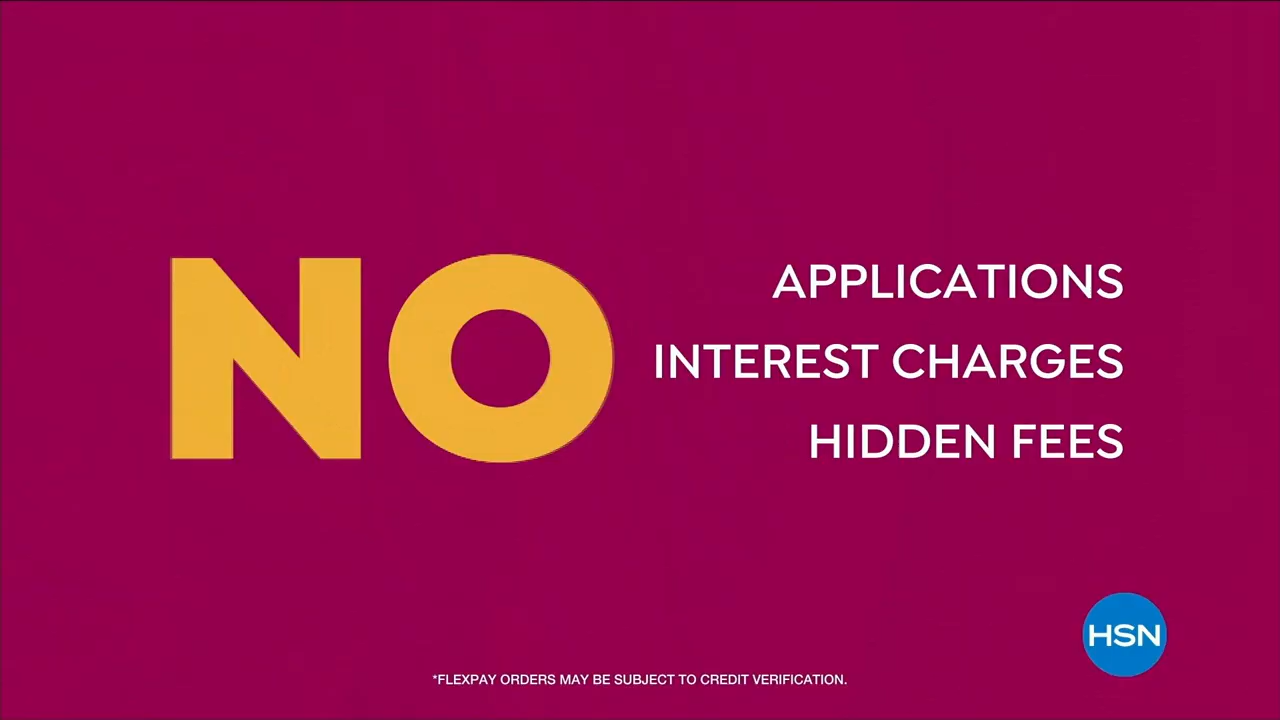 NO
APPLICATIONS
INTEREST CHARGES
HIDDEN FEES
HSN
*FLEXPAY ORDERS MAY BE SUBJECT TO CREDIT VERIFICATION.